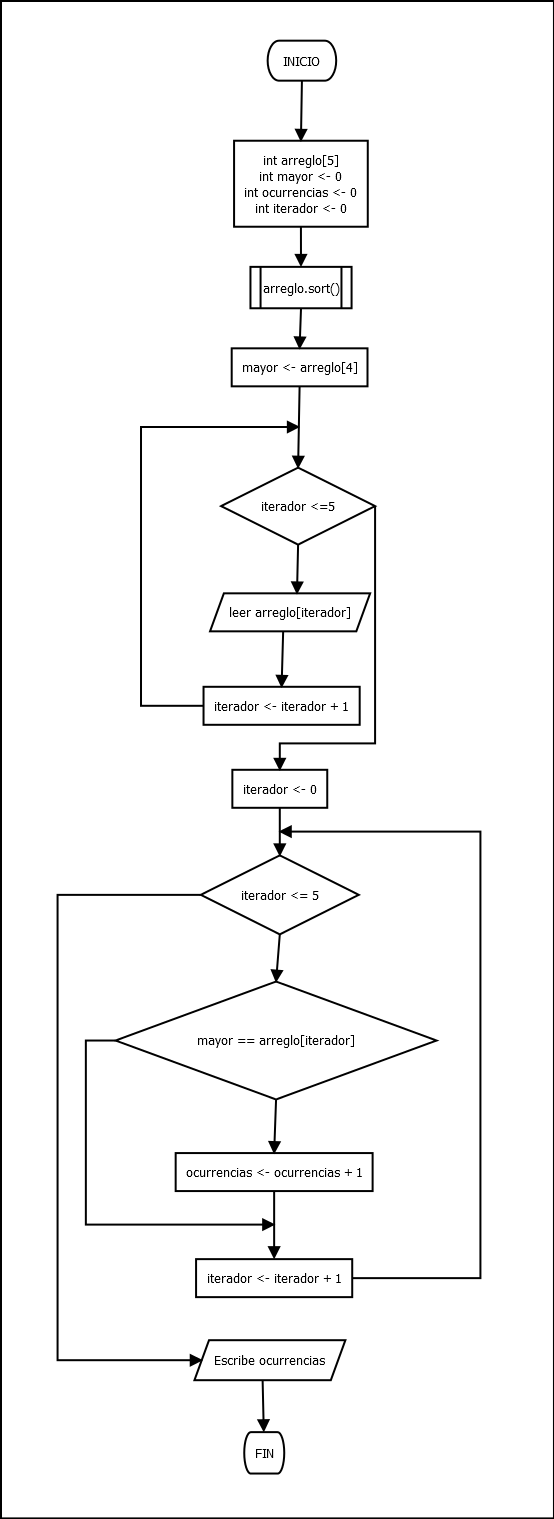 INICIO
int arreglo[5]
int mayor <- 0
int ocurrencias <- 0
int iterador <- 0
arreglo.sort()
mayor <- arreglo[4]
iterador <=5
leer arreglo[iterador]
iterador <- iterador + 1
iterador <- 0
iterador <= 5
mayor == arreglo[iterador]
ocurrencias <- ocurrencias + 1
iterador <- iterador + 1
Escribe ocurrencias
FIN